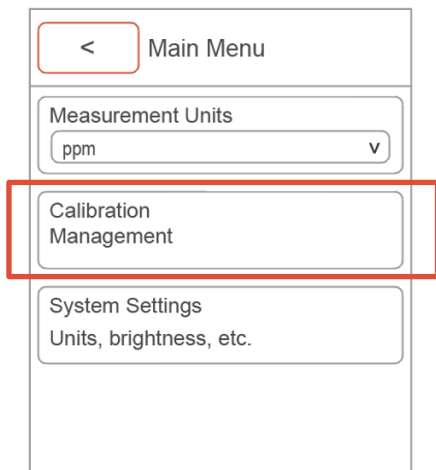 < Main Menu
Measurement Units
ppm v
Calibration
Management
System Settings
Units, brightness, etc.